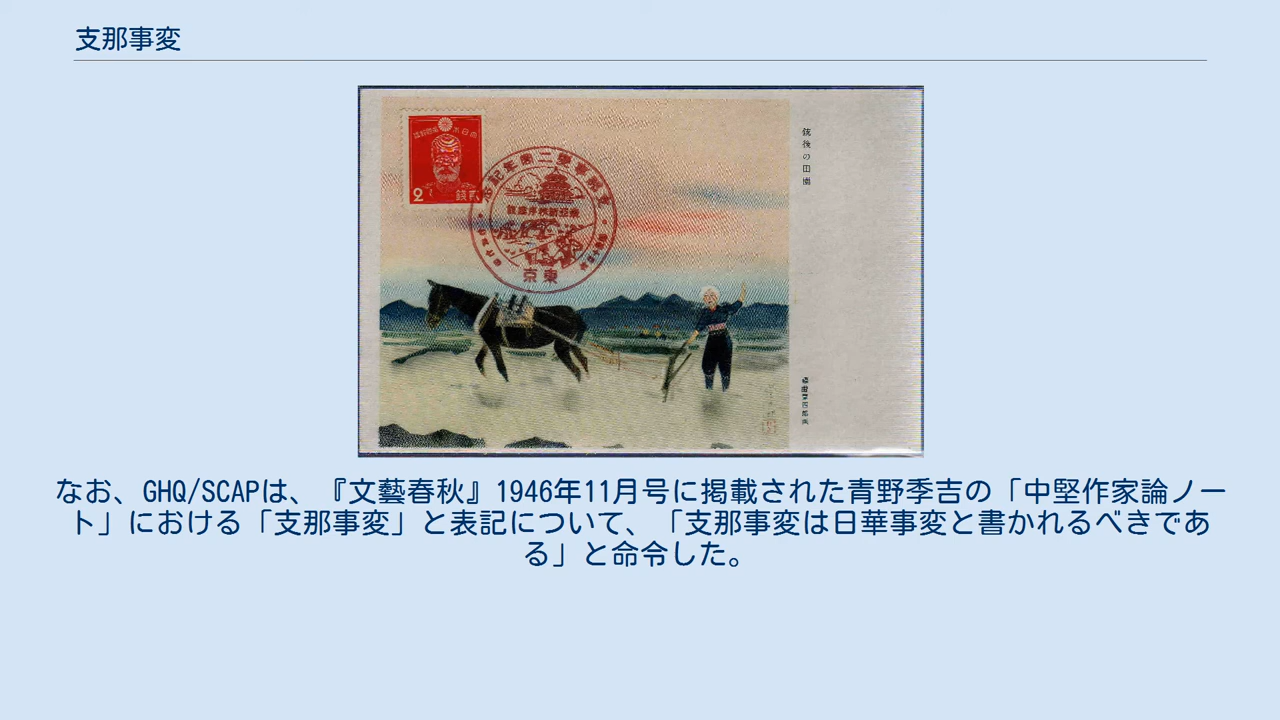 支那事変
銃後の田園
2
銭
東京
なお、GHQ/SCAPは、『文藝春秋』1946年11月号に掲載された青野季吉の「中堅作家論ノー
ト」における「支那事変」と表記について、「支那事変は日華事変と書かれるべきであ
る」と命令した。